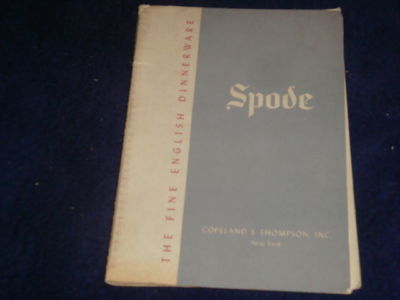 THE FINE ENGLISH DINNERWARE
Spode
COPELAND & THOMPSON, INC.
New York